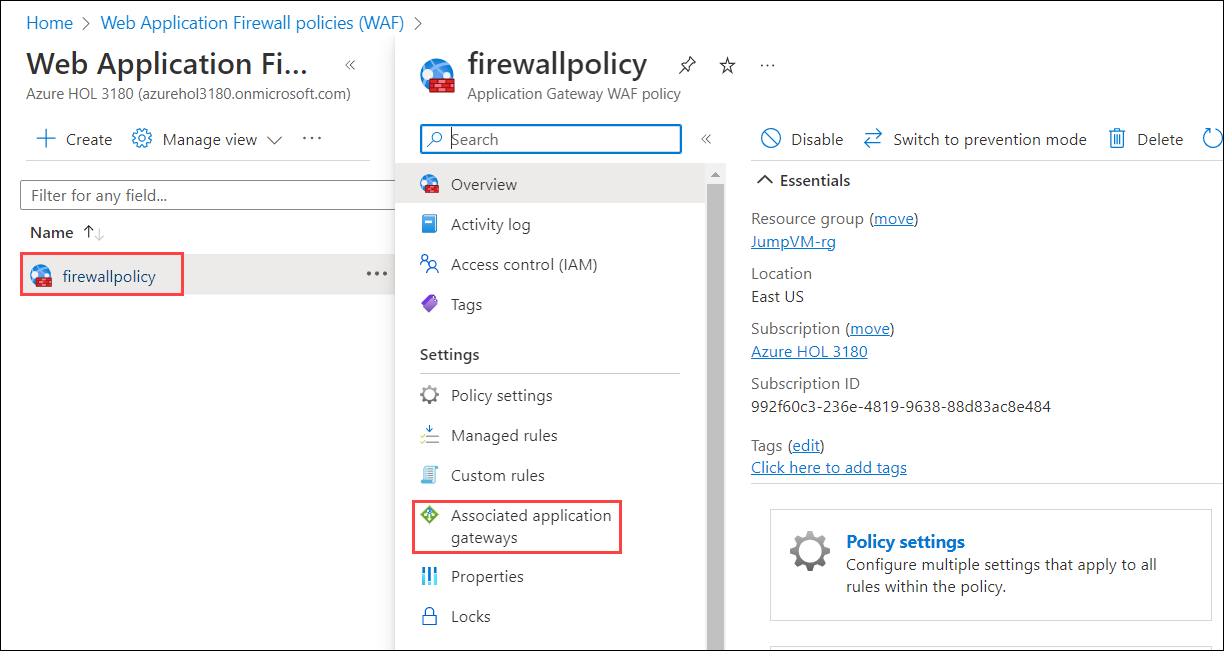 Home > Web Application Firewall policies (WAF) >
Web Application Fi... «
Azure HOL 3180 (azurehol3180.onmicrosoft.com)
+ Create Manage view ...
Filter for any field...
Name ↑↓
firewallpolicy ...
firewallpolicy ...
Application Gateway WAF policy
Search «
Overview
Activity log
Access control (IAM)
Tags
Settings
Policy settings
Managed rules
Custom rules
Associated application
gateways
Properties
Locks
Disable Switch to prevention mode Delete
Essentials
Resource group (move)
JumpVM-rg
Location
East US
Subscription (move)
Azure HOL 3180
Subscription ID
992f60c3-236e-4819-9638-88d83ac8e484
Tags (edit)
Click here to add tags
Policy settings
Configure multiple settings that apply to all
rules within the policy.